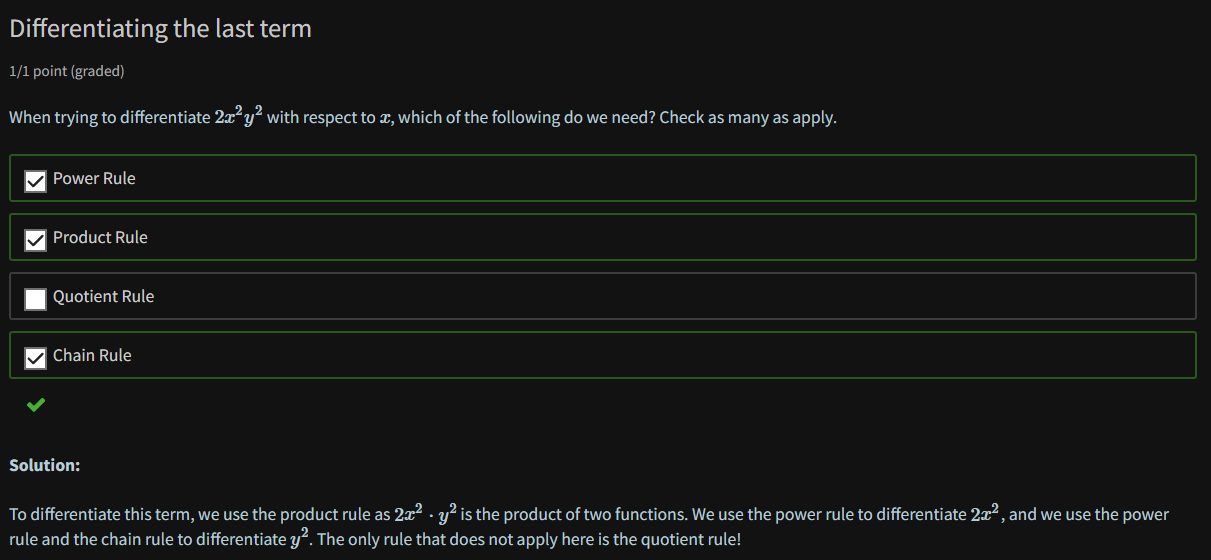 Differentiating the last term
1/1 point (graded)
When trying to differentiate 2x²y² with respect to x, which of the following do we need? Check as many as apply.
Power Rule
Product Rule
Quotient Rule
Chain Rule
Solution:
To differentiate this term, we use the product rule as 2x² · y² is the product of two functions. We use the power rule to differentiate 2x², and we use the power
rule and the chain rule to differentiate y². The only rule that does not apply here is the quotient rule!